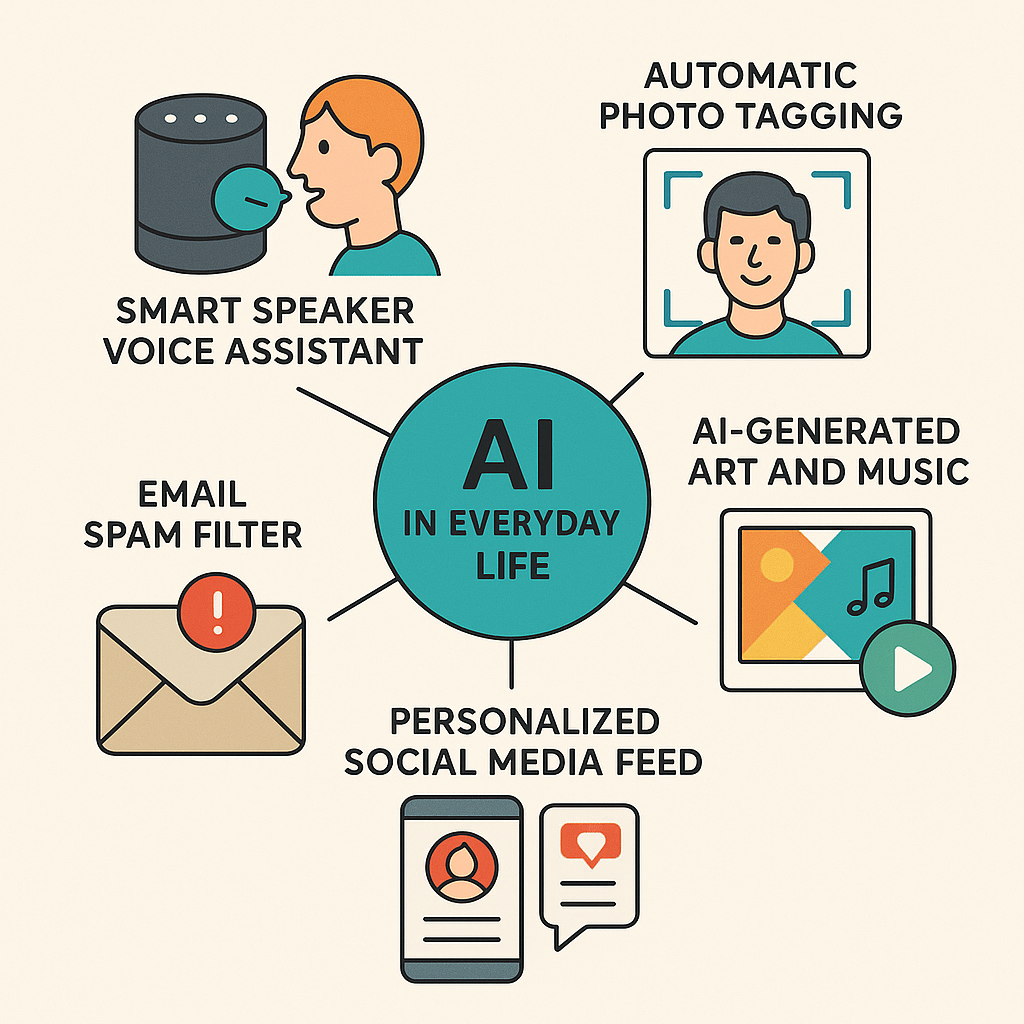 AUTOMATIC
PHOTO TAGGING
SMART SPEAKER
VOICE ASSISTANT
AI
IN EVERYDAY
LIFE
AI-GENERATED
ART AND MUSIC
EMAIL
SPAM FILTER
!
PERSONALIZED
SOCIAL MEDIA FEED